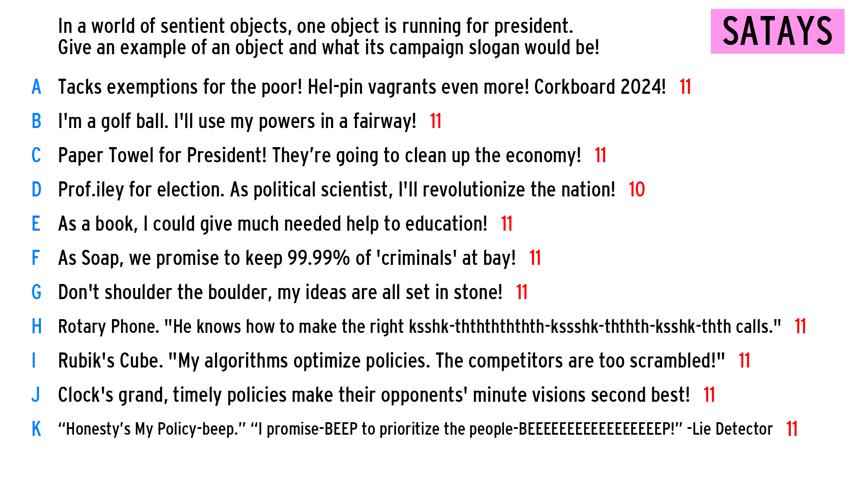 In a world of sentient objects, one object is running for president.
Give an example of an object and what its campaign slogan would be!
SATAYS
A Tacks exemptions for the poor! Hel-pin vagrants even more! Corkboard 2024! 11
B I'm a golf ball. I'll use my powers in a fairway! 11
C Paper Towel for President! They’re going to clean up the economy! 11
D Prof.iley for election. As political scientist, I'll revolutionize the nation! 10
E As a book, I could give much needed help to education! 11
F As Soap, we promise to keep 99.99% of 'criminals' at bay! 11
G Don't shoulder the boulder, my ideas are all set in stone! 11
H Rotary Phone. "He knows how to make the right ksshk-thththththth-kssshk-ththth-ksshk-thth calls." 11
I Rubik's Cube. "My algorithms optimize policies. The competitors are too scrambled!" 11
J Clock's grand, timely policies make their opponents' minute visions second best! 11
K “Honesty’s My Policy-beep.” “I promise-BEEP to prioritize the people-BEEEEEEEEEEEEEEEEEP!” -Lie Detector 11